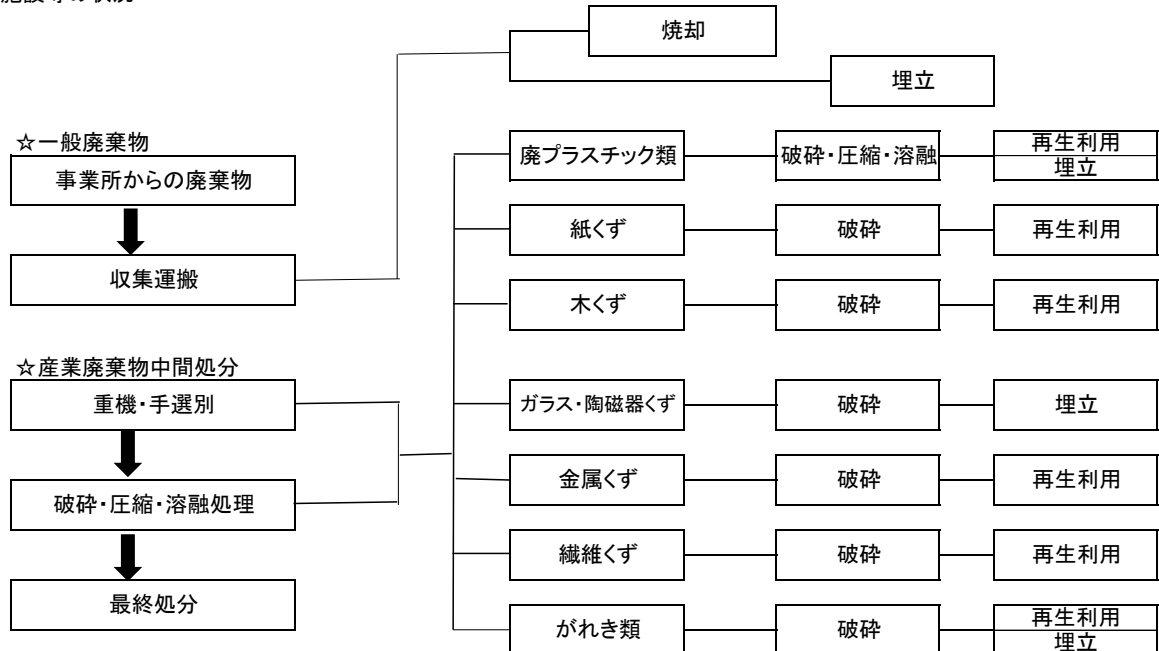 焼却
埋立
☆一般廃棄物
事業所からの廃棄物
収集運搬
☆産業廃棄物中間処分
重機・手選別
破砕・圧縮・溶融処理
最終処分
廃プラスチック類
破砕・圧縮・溶融
再生利用
埋立
紙くず
破砕
再生利用
木くず
破砕
再生利用
ガラス・陶磁器くず
破砕
埋立
金属くず
破砕
再生利用
繊維くず
破砕
再生利用
がれき類
破砕
再生利用
埋立